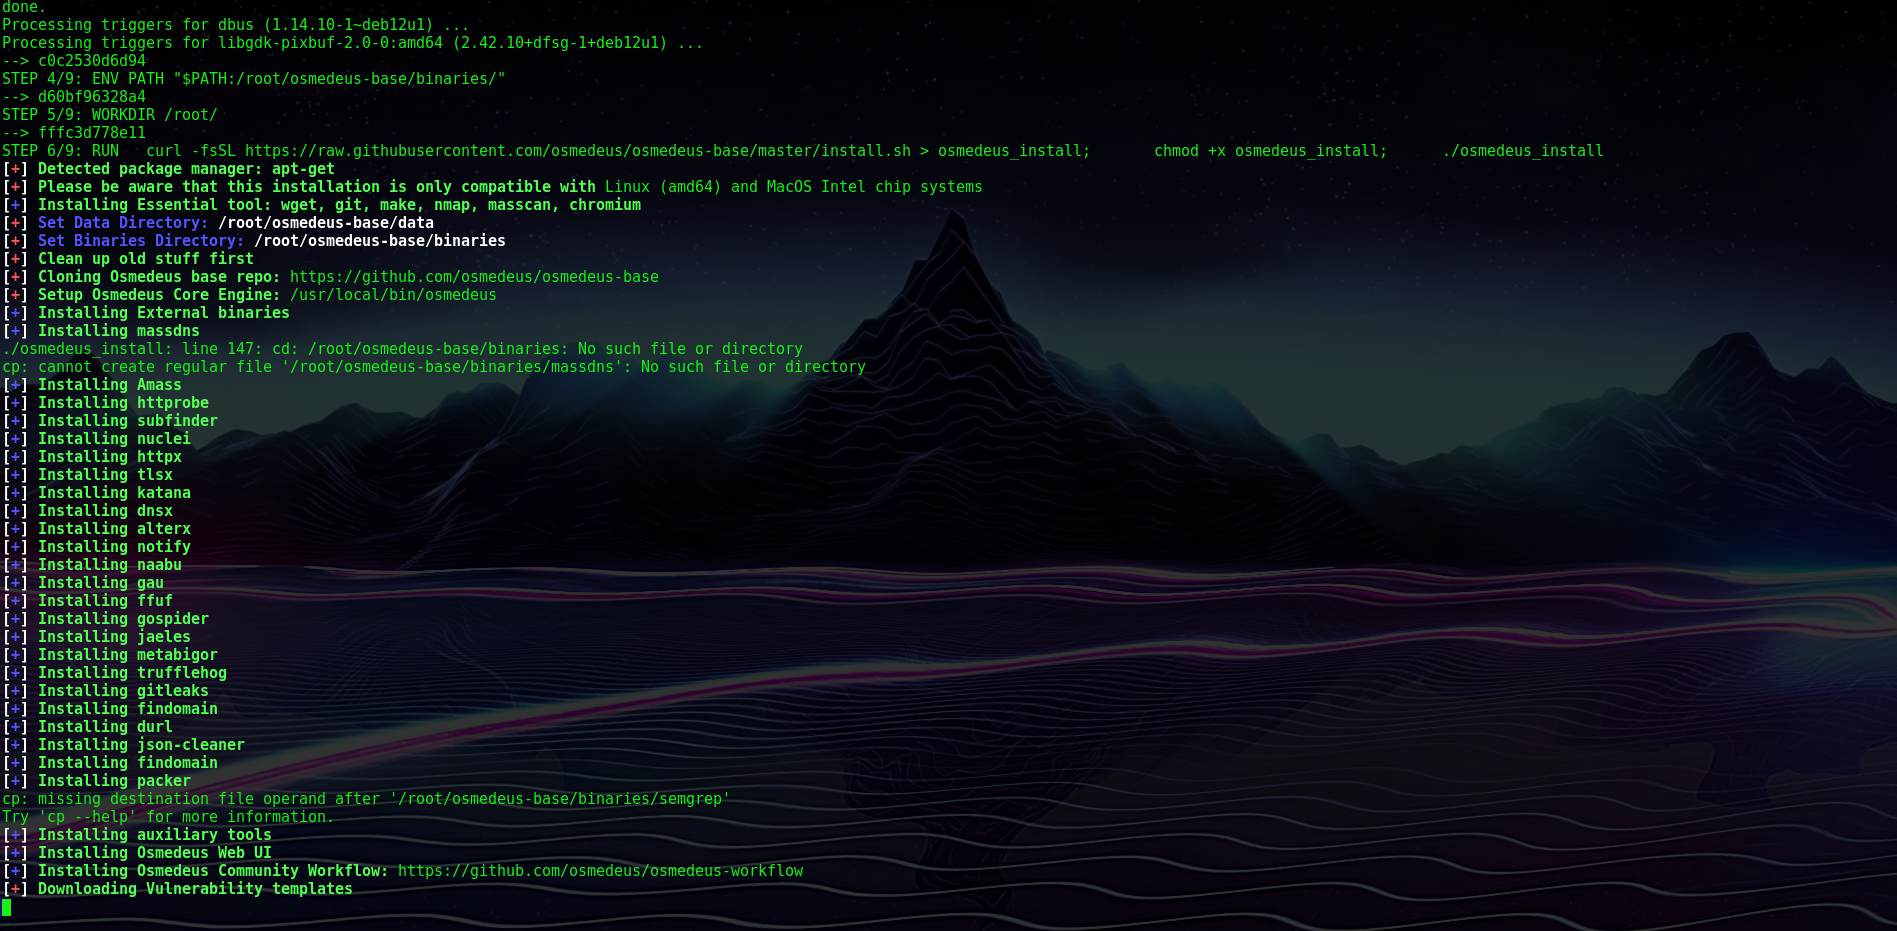 done.
Processing triggers for dbus (1.14.10-1~deb12u1) ...
Processing triggers for libgdk-pixbuf-2.0-0:amd64 (2.42.10+dfsg-1+deb12u1) ...
--> c0c2530d6d94
STEP 4/9: ENV PATH "$PATH:/root/osmedeus-base/binaries/"
--> d60bf96328a4
STEP 5/9: WORKDIR /root/
--> fffc3d778e11
STEP 6/9: RUN   curl -fsSL https://raw.githubusercontent.com/osmedeus/osmedeus-base/master/install.sh > osmedeus_install;       chmod +x osmedeus_install;      ./osmedeus_install
[+] Detected package manager: apt-get
[+] Please be aware that this installation is only compatible with Linux (amd64) and MacOS Intel chip systems
[+] Installing Essential tool: wget, git, make, nmap, masscan, chromium
[+] Set Data Directory: /root/osmedeus-base/data
[+] Set Binaries Directory: /root/osmedeus-base/binaries
[+] Clean up old stuff first
[+] Cloning Osmedeus base repo: https://github.com/osmedeus/osmedeus-base
[+] Setup Osmedeus Core Engine: /usr/local/bin/osmedeus
[+] Installing External binaries
[+] Installing massdns
./osmedeus_install: line 147: cd: /root/osmedeus-base/binaries: No such file or directory
cp: cannot create regular file '/root/osmedeus-base/binaries/massdns': No such file or directory
[+] Installing Amass
[+] Installing httprobe
[+] Installing subfinder
[+] Installing nuclei
[+] Installing httpx
[+] Installing tlsx
[+] Installing katana
[+] Installing dnsx
[+] Installing alterx
[+] Installing notify
[+] Installing naabu
[+] Installing gau
[+] Installing ffuf
[+] Installing gospider
[+] Installing jaeles
[+] Installing metabigor
[+] Installing trufflehog
[+] Installing gitleaks
[+] Installing findomain
[+] Installing durl
[+] Installing json-cleaner
[+] Installing findomain
[+] Installing packer
cp: missing destination file operand after '/root/osmedeus-base/binaries/semgrep'
Try 'cp --help' for more information.
[+] Installing auxiliary tools
[+] Installing Osmedeus Web UI
[+] Installing Osmedeus Community Workflow: https://github.com/osmedeus/osmedeus-workflow
[+] Downloading Vulnerability templates